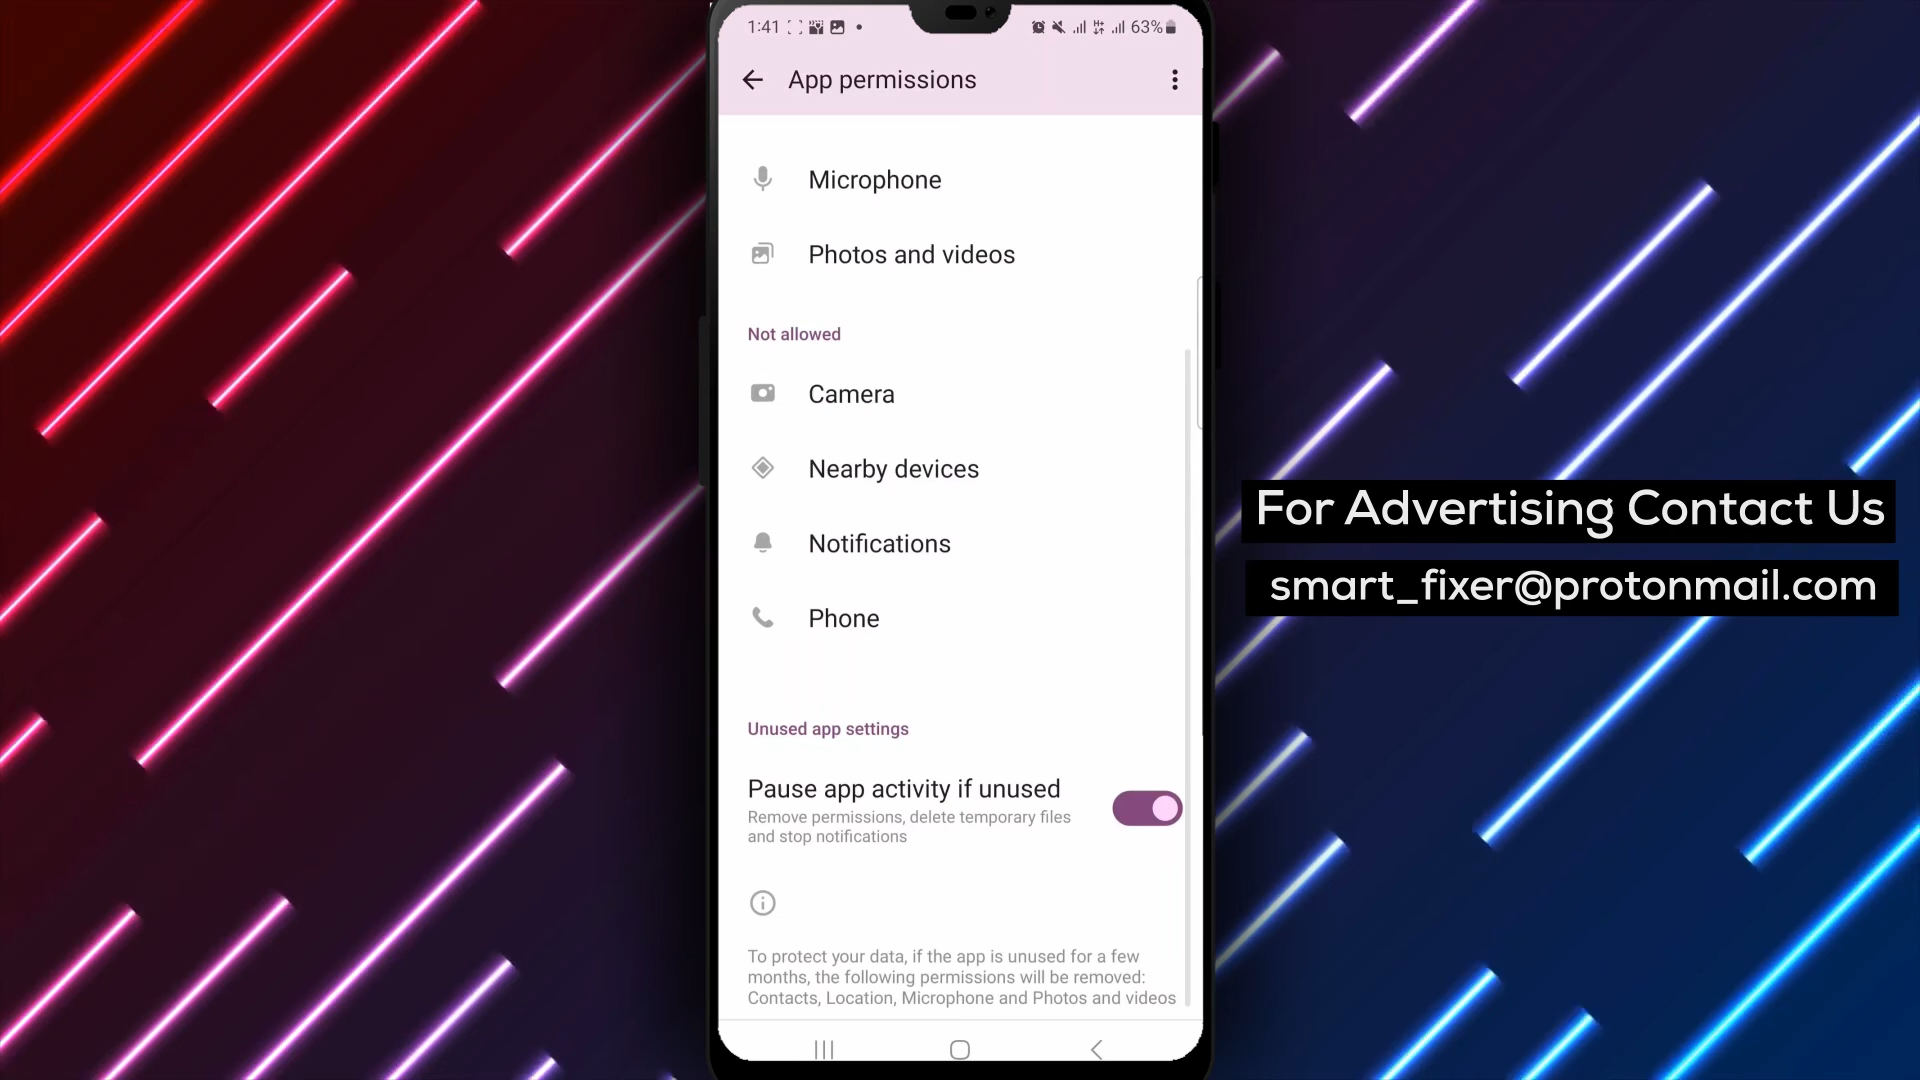 1:41
63%
App permissions
Microphone
Photos and videos
Not allowed
Camera
Nearby devices
Notifications
Phone
Unused app settings
Pause app activity if unused
Remove permissions, delete temporary files
and stop notifications
To protect your data, if the app is unused for a few
months, the following permissions will be removed:
Contacts, Location, Microphone and Photos and videos
For Advertising Contact Us
smart_fixer@protonmail.com